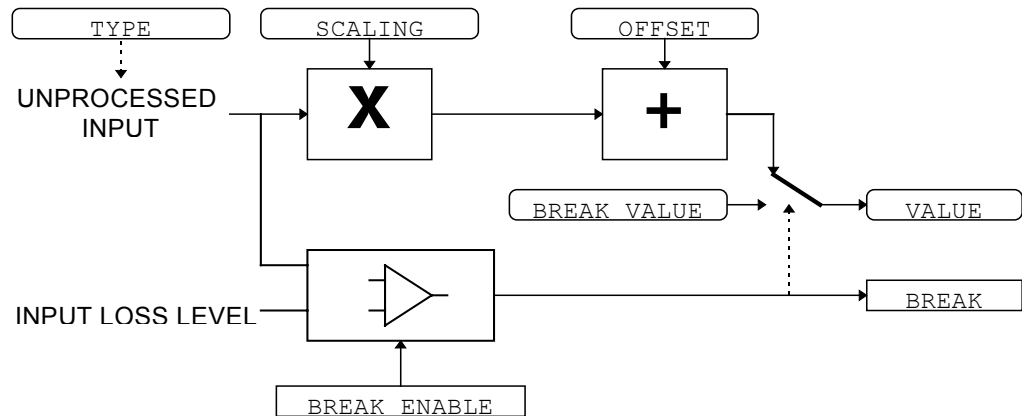 TYPE
SCALING
OFFSET
UNPROCESSED
INPUT
X
+
BREAK VALUE
VALUE
INPUT LOSS LEVEL
BREAK
BREAK ENABLE